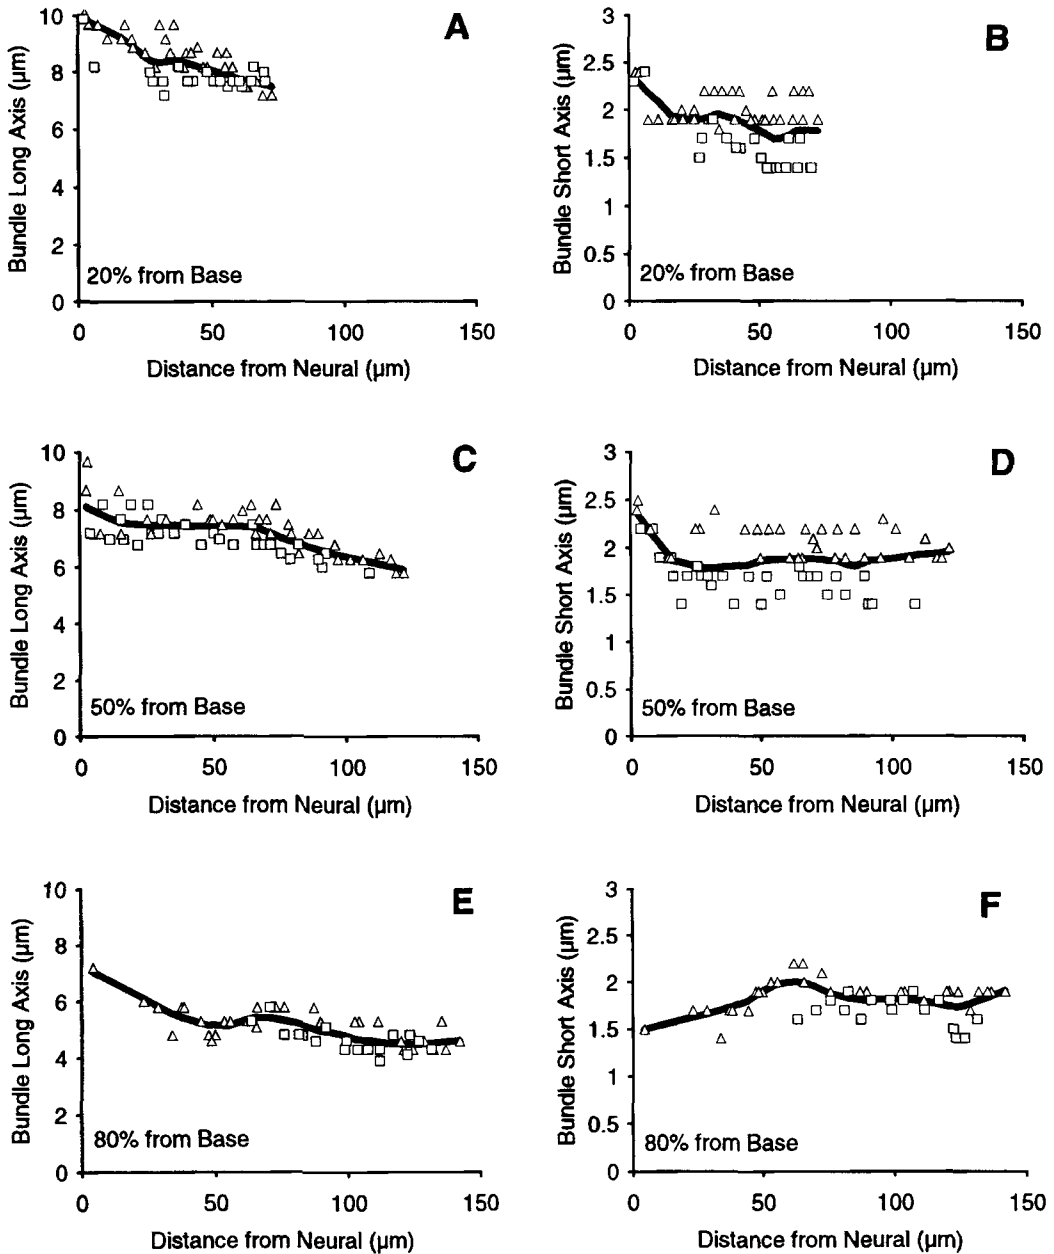 A
Bundle Long Axis (μm)
10
8
6
4
2
0
20% from Base
0 50 100 150
Distance from Neural (μm)
B
Bundle Short Axis (μm)
3
2.5
2
1.5
1
0.5
0
20% from Base
0 50 100 150
Distance from Neural (μm)
C
Bundle Long Axis (μm)
10
8
6
4
2
0
50% from Base
0 50 100 150
Distance from Neural (μm)
D
Bundle Short Axis (μm)
3
2.5
2
1.5
1
0.5
0
50% from Base
0 50 100 150
Distance from Neural (μm)
E
Bundle Long Axis (μm)
10
8
6
4
2
0
80% from Base
0 50 100 150
Distance from Neural (μm)
F
Bundle Short Axis (μm)
3
2.5
2
1.5
1
0.5
0
80% from Base
0 50 100 150
Distance from Neural (μm)